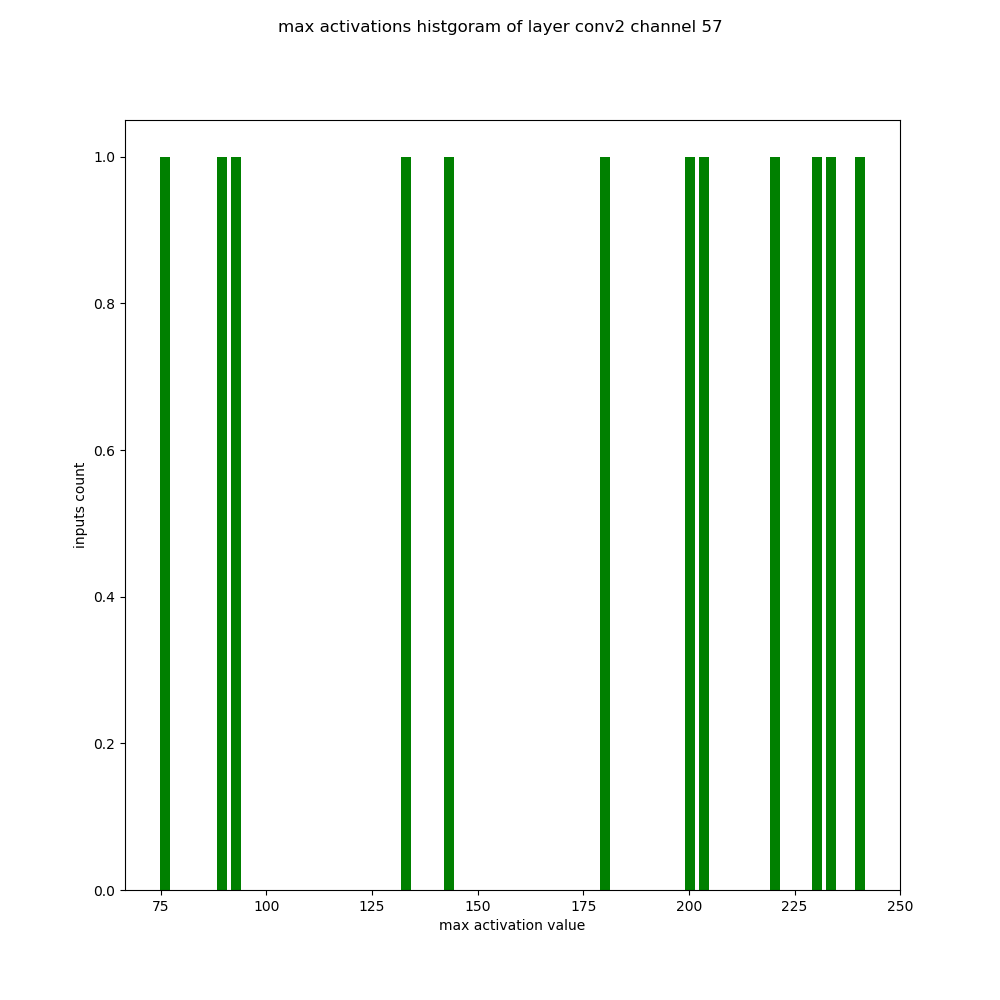 max activations histgoram of layer conv2 channel 57
1.0
0.8
0.6
0.4
0.2
0.0
inputs count
75 100 125 150 175 200 225 250
max activation value